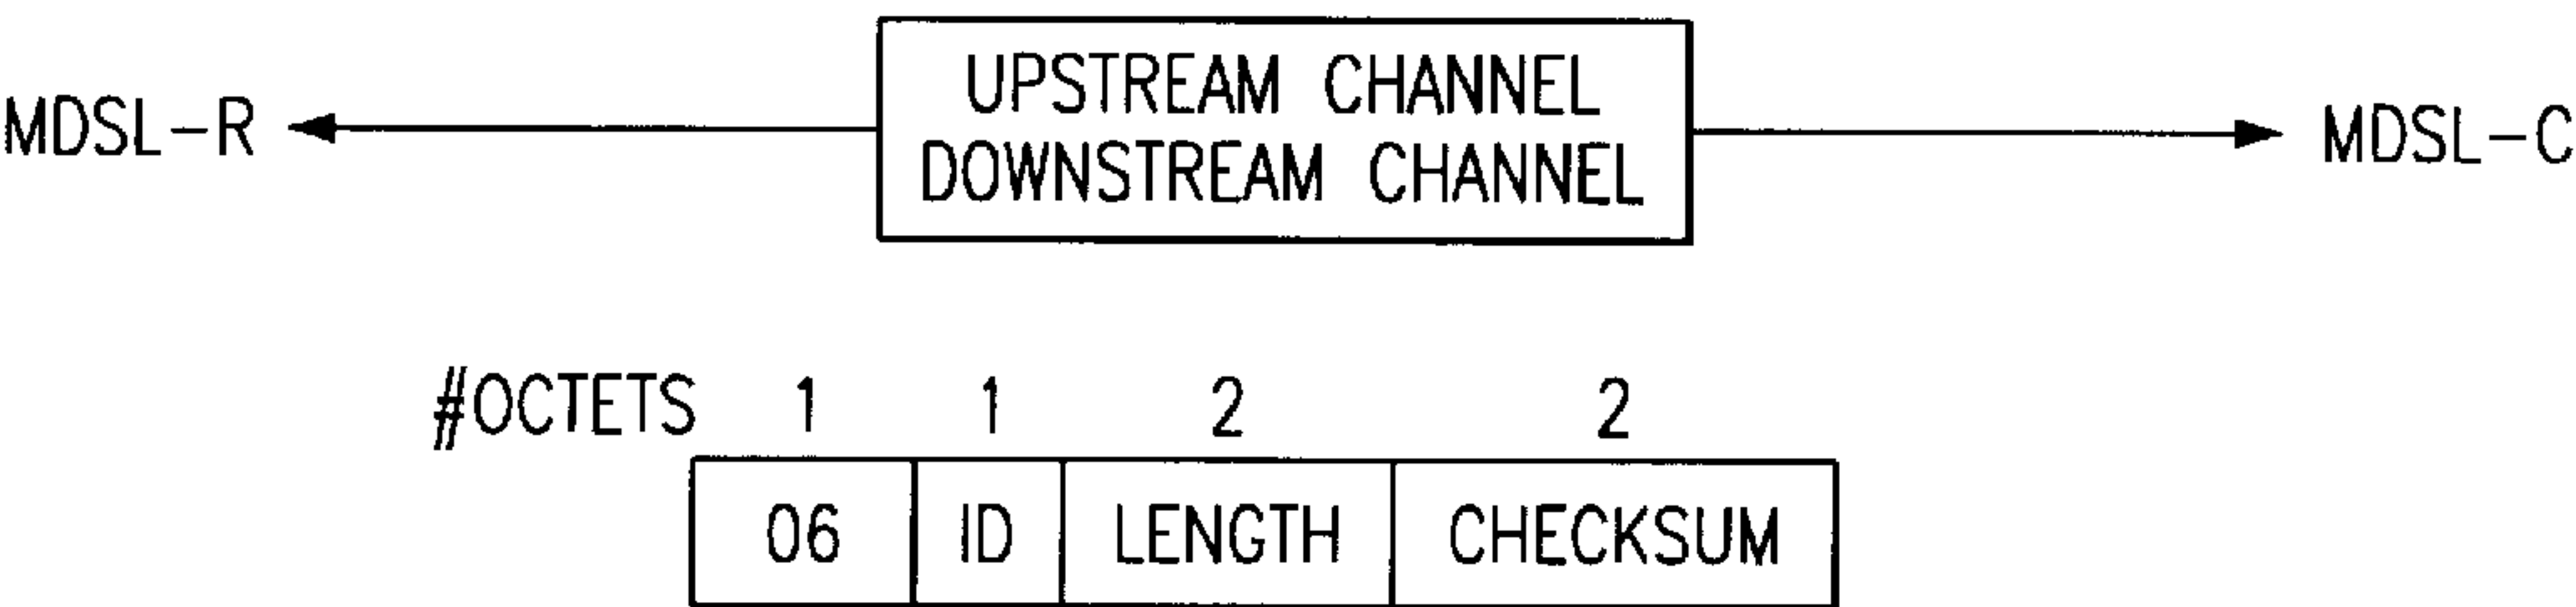 UPSTREAM CHANNEL
MDSL-R DOWNSTREAM CHANNEL MDSL-C
#OCTETS 1 1 2 2
06 ID LENGTH CHECKSUM